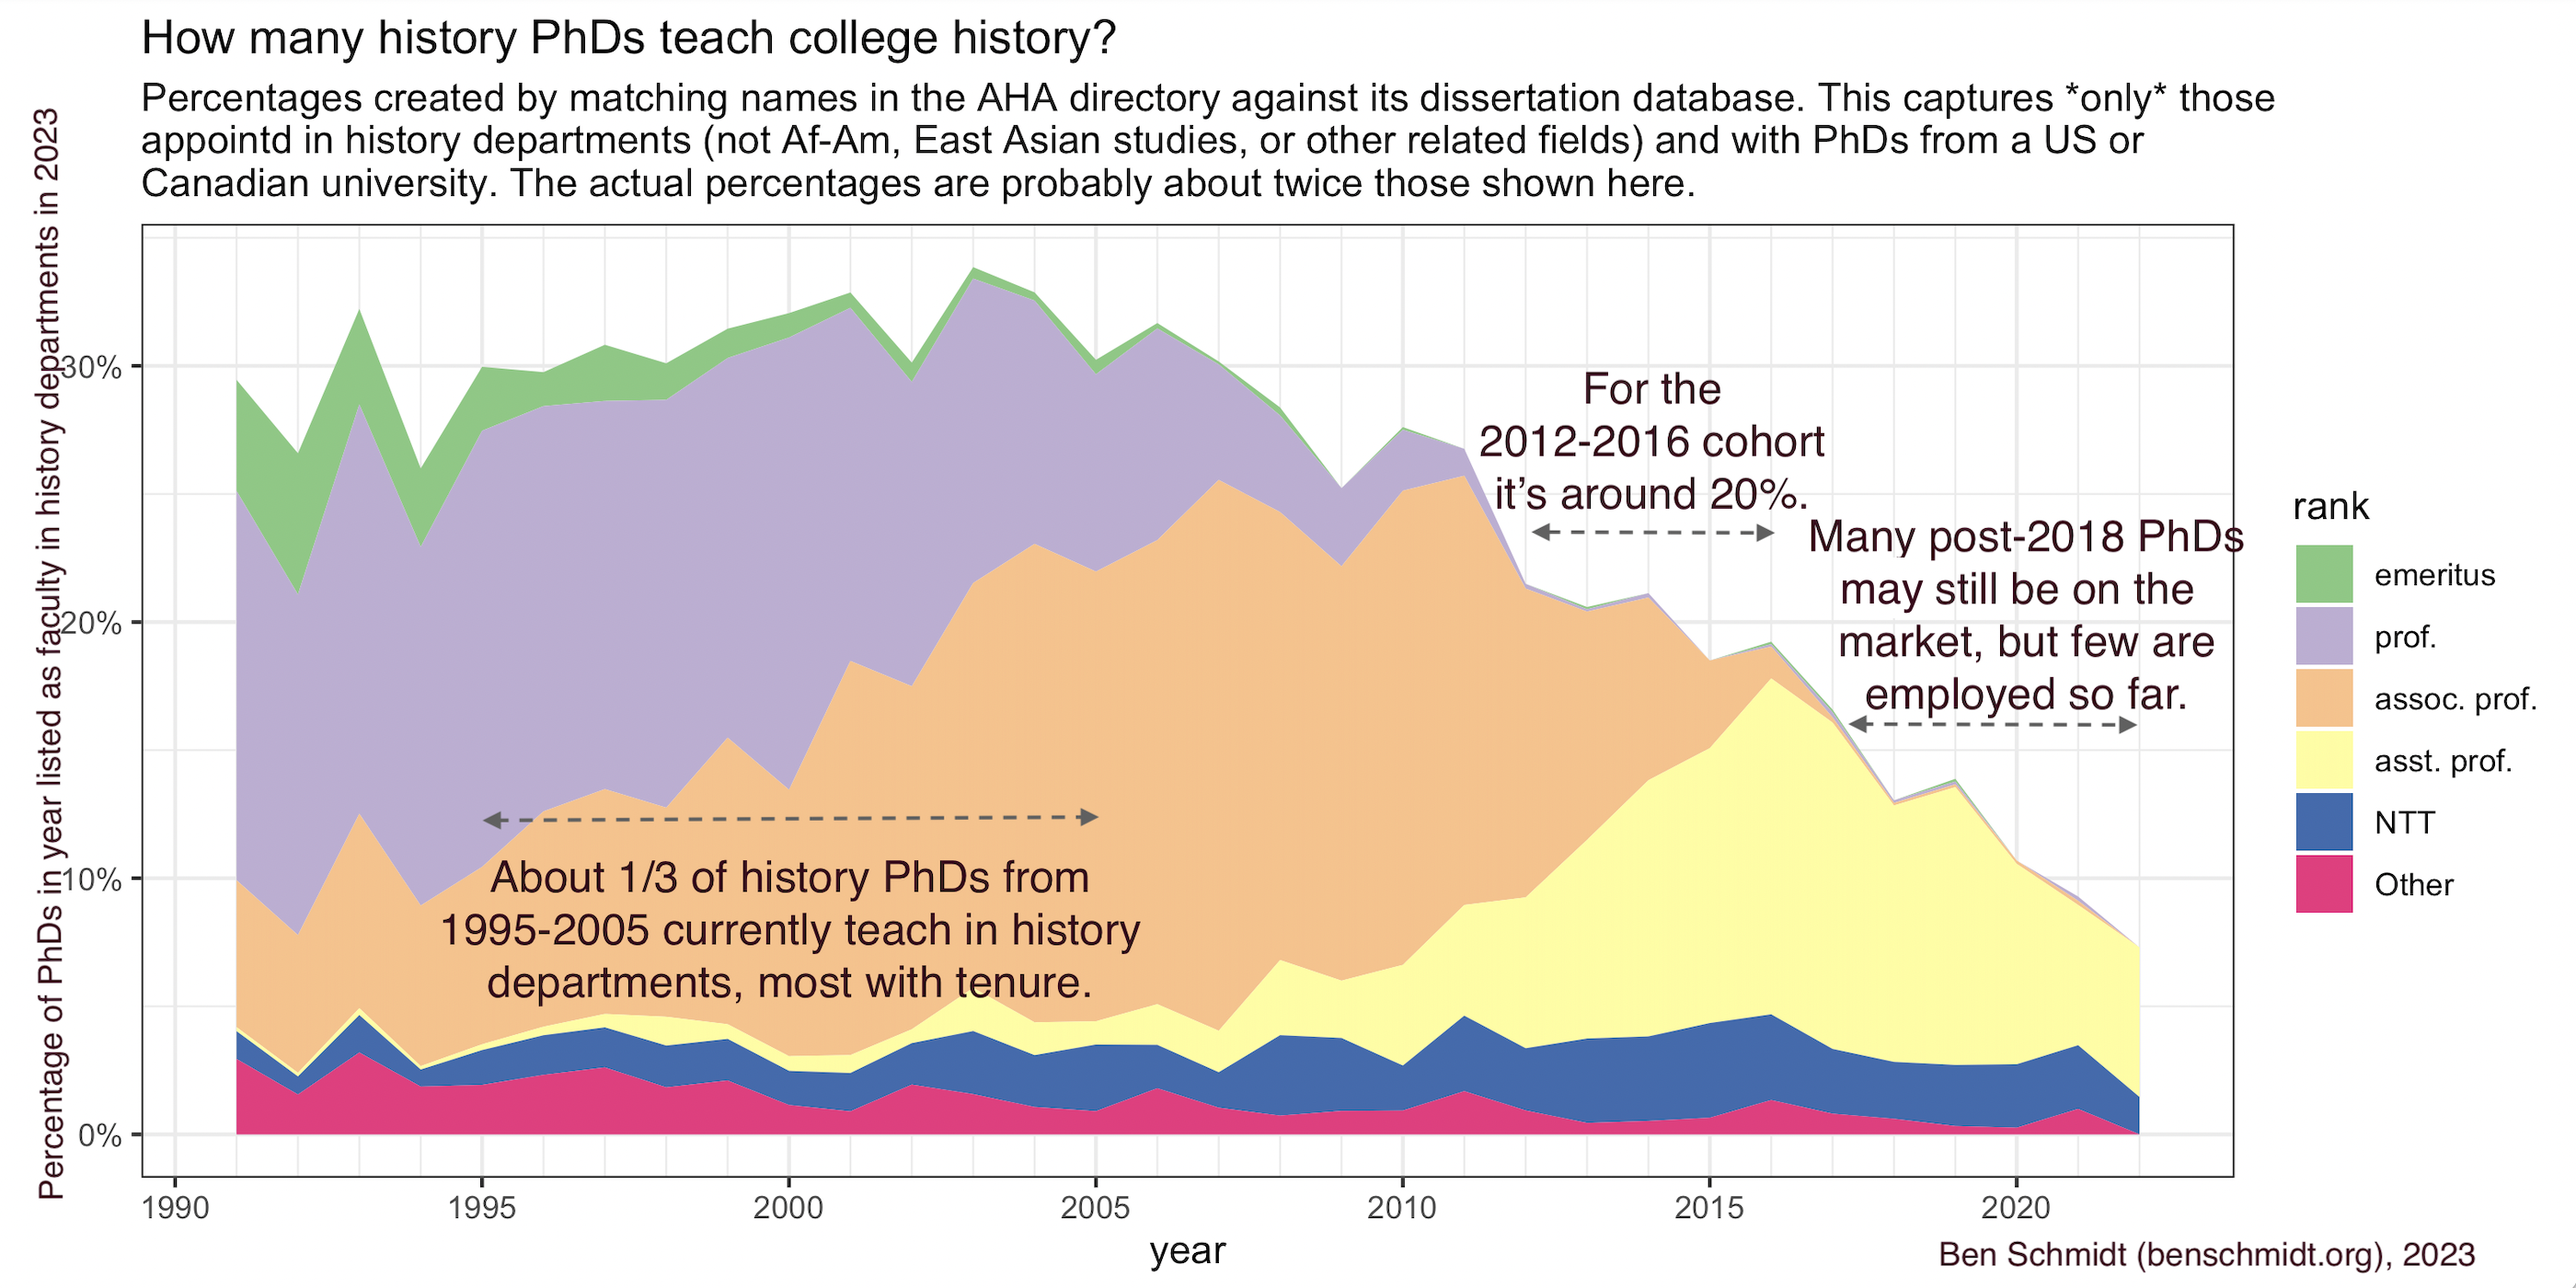 How many history PhDs teach college history?
Percentages created by matching names in the AHA directory against its dissertation database. This captures *only* those
appointd in history departments (not Af-Am, East Asian studies, or other related fields) and with PhDs from a US or
Canadian university. The actual percentages are probably about twice those shown here.
Percentage of PhDs in year listed as faculty in history departments in 2023
30%
20%
10%
0%
For the
2012-2016 cohort
it’s around 20%.
Many post-2018 PhDs
may still be on the
market, but few are
employed so far.
About 1/3 of history PhDs from
1995-2005 currently teach in history
departments, most with tenure.
rank
emeritus
prof.
assoc. prof.
asst. prof.
NTT
Other
1990
1995
2000
2005
2010
2015
2020
year
Ben Schmidt (benschmidt.org), 2023